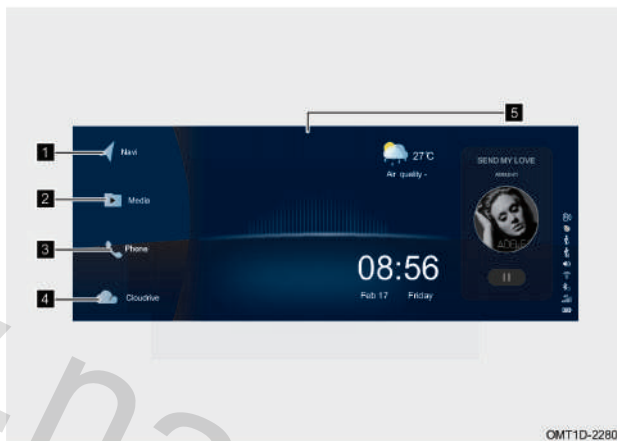 5
1 Navi
27℃
Air quality -
SEND MY LOVE
2 Media
ADELE
3 Phone
08:56
Feb 17 Friday
4 Cloudrive
OMT1D-2280